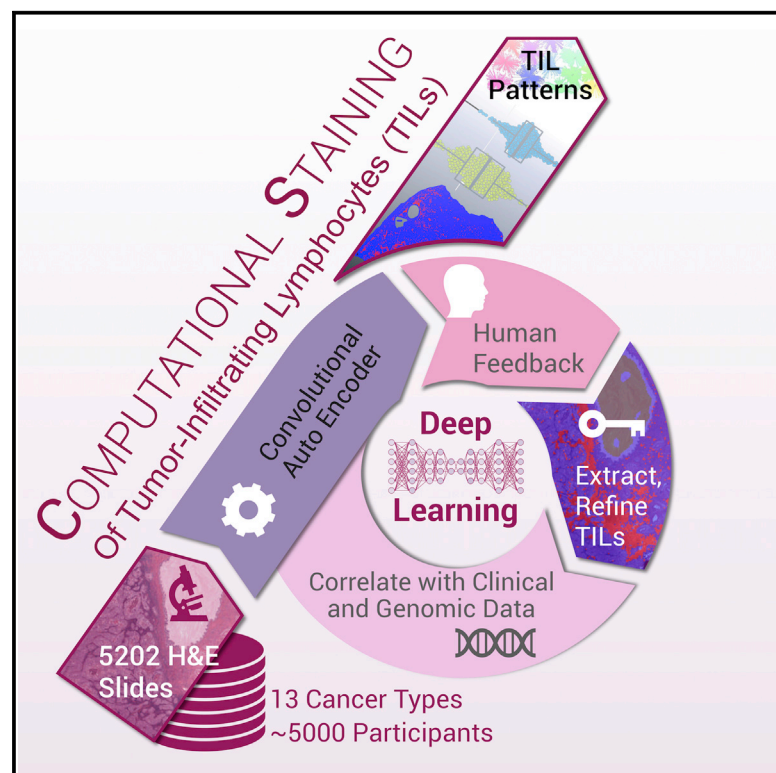 COMPUTATIONAL STAINING
Of Tumor-Infiltrating Lymphocytes (TILs)
TIL
Patterns
Convolutional
Auto Encoder
Human
Feedback
Deep
Learning
Extract,
Refine
TILs
Correlate with Clinical
and Genomic Data
5202 H&E
Slides
13 Cancer Types
~5000 Participants